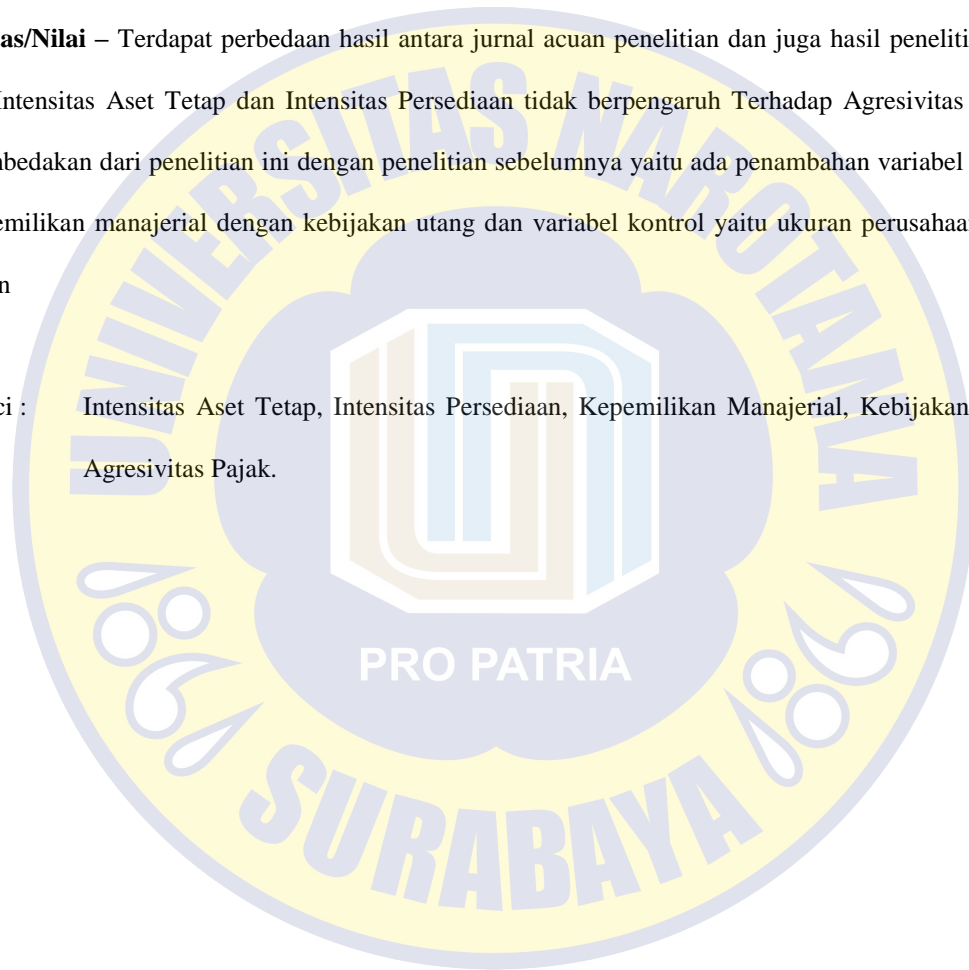 as/Nilai – Terdapat perbedaan hasil antara jurnal acuan penelitian dan juga hasil peneliti
Intensitas Aset Tetap dan Intensitas Persediaan tidak berpengaruh Terhadap Agresivitas
bedakan dari penelitian ini dengan penelitian sebelumnya yaitu ada penambahan variabel
emilikan manajerial dengan kebijakan utang dan variabel kontrol yaitu ukuran perusahaan
n
ci : Intensitas Aset Tetap, Intensitas Persediaan, Kepemilikan Manajerial, Kebijakan
Agresivitas Pajak.
UNIVERSITAS NAROTAMA
PRO PATRIA
1981 1981
SURABAYA